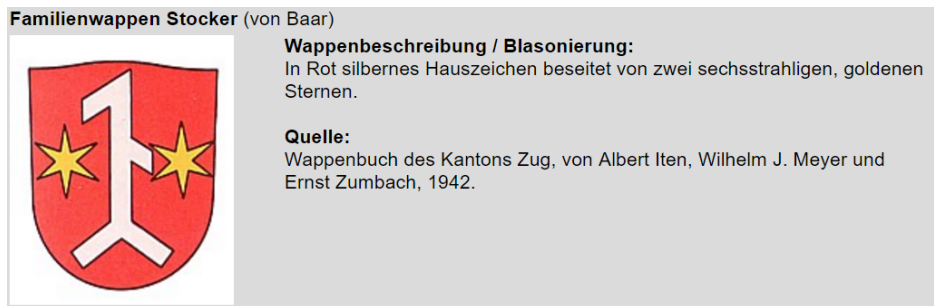 Familienwappen Stocker (von Baar)
Wappenbeschreibung / Blasonierung:
In Rot silbernes Hauszeichen beseitet von zwei sechsstrahligen, goldenen
Sternen.
Quelle:
Wappenbuch des Kantons Zug, von Albert Iten, Wilhelm J. Meyer und
Ernst Zumbach, 1942.